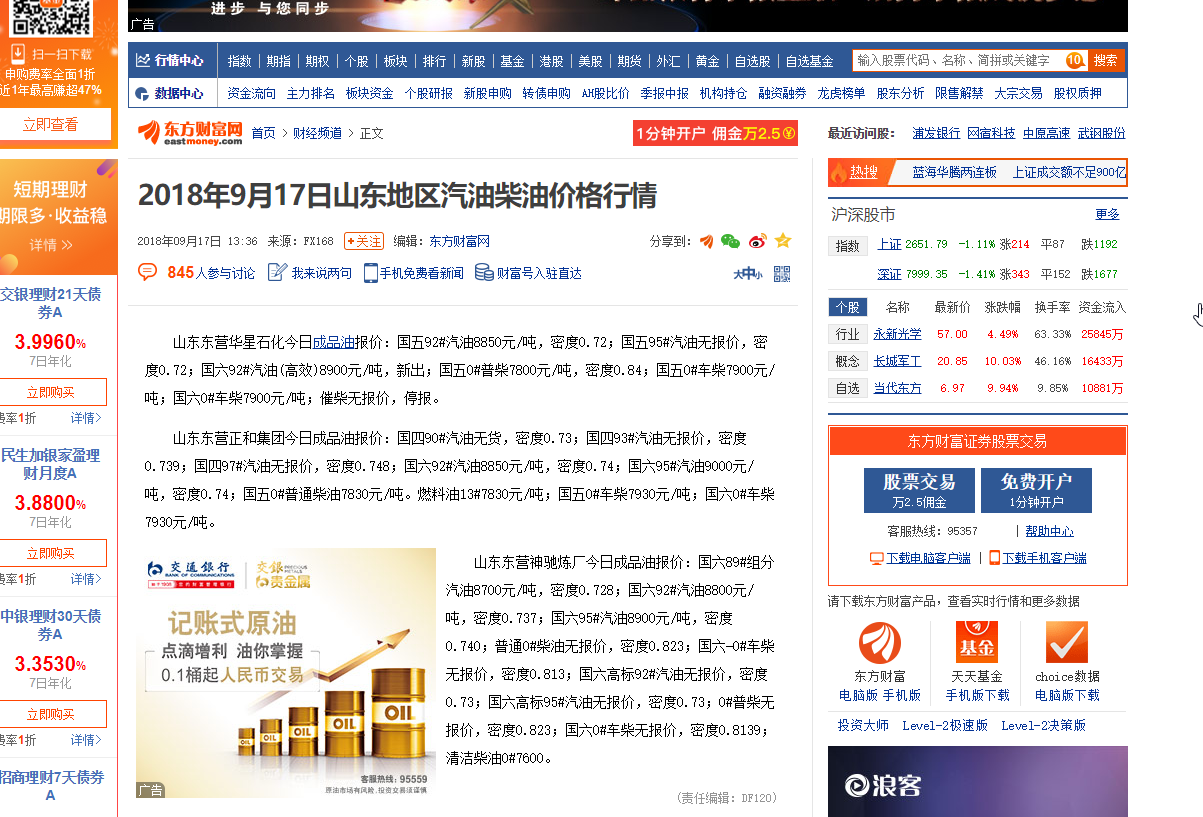 进步 与您同步
广告
扫一扫下载
申购费率全面1折
近1年最高赚超47%
立即查看
行情中心
指数 期指 期权 个股 板块 排行 新股 基金 港股 美股 期货 外汇 黄金 自选股 自选基金
输入股票代码、名称、简拼或关键字
10 搜索
数据中心
资金流向 主力排名 板块资金 个股研报 新股申购 转债申购 AH股比价 季报中报 机构持仓 融资融券 龙虎榜单 股东分析 限售解禁 大宗交易 股权质押
东方财富网
eastmoney.com
首页 > 财经频道 > 正文
1分钟开户 佣金万2.5
最近访问股: 浦发银行 网宿科技 中原高速 武钢股份
短期理财
期限多·收益稳
详情 >>
交银理财21天债
券A
3.9960%
7日年化
立即购买
费率1折 详情>
民生加银家盈理
财月度A
3.8800%
7日年化
立即购买
费率1折 详情>
中银理财30天债
券A
3.3530%
7日年化
立即购买
费率1折 详情>
招商理财7天债券
A
2018年9月17日山东地区汽油柴油价格行情
2018年09月17日 13:36 来源:FX168 +关注 编辑:东方财富网 分享到:
845人参与讨论 我来说两句 手机免费看新闻 财富号入驻直达 大中小
山东东营华星石化今日成品油报价:国五92#汽油8850元/吨,密度0.72;国五95#汽油无报价,密
度0.72;国六92#汽油(高效)8900元/吨,新出;国五0#普柴7800元/吨,密度0.84;国五0#车柴7900元/
吨;国六0#车柴7900元/吨;催柴无报价,停报。
山东东营正和集团今日成品油报价:国四90#汽油无货,密度0.73;国四93#汽油无报价,密度
0.739;国四97#汽油无报价,密度0.748;国六92#汽油8850元/吨,密度0.74;国六95#汽油9000元/
吨,密度0.74;国五0#普通柴油7830元/吨。燃料油13#7830元/吨;国五0#车柴7930元/吨;国六0#车柴
7930元/吨。
交通银行
BANK OF COMMUNICATIONS
交银 PRECIOUS METALS
贵金属
记账式原油
点滴增利 油你掌握
0.1桶起人民币交易
OIL
OIL
OIL
OIL
OIL
客服热线:95559
原油市场有风险,投资交易须谨慎
广告
山东东营神驰炼厂今日成品油报价:国六89#组分
汽油8700元/吨,密度0.728;国六92#汽油8800元/
吨,密度0.737;国六95#汽油8900元/吨,密度
0.740;普通0#柴油无报价,密度0.823;国六-0#车柴
无报价,密度0.813;国六高标92#汽油无报价,密度
0.73;国六高标95#汽油无报价,密度0.73;0#普柴无
报价,密度0.823;国六0#车柴无报价,密度0.8139;
清洁柴油0#7600。
(责任编辑:DF120)
热搜 蓝海华腾两连板 上证成交额不足900亿
沪深股市 更多
指数 上证 2651.79 -1.11% 涨214 平87 跌1192
深证 7999.35 -1.41% 涨343 平152 跌1677
个股 名称 最新价 涨跌幅 换手率 资金流入
行业 永新光学 57.00 4.49% 63.33% 25845万
概念 长城军工 20.85 10.03% 46.16% 16433万
自选 当代东方 6.97 9.94% 9.85% 10881万
东方财富证券股票交易
股票交易
万2.5佣金
免费开户
1分钟开户
客服热线:95357 | 帮助中心
下载电脑客户端 | 下载手机客户端
请下载东方财富产品,查看实时行情和更多数据
基金
东方财富 天天基金 choice数据
电脑版 手机版 手机版下载 电脑版下载
投资大师 Level-2极速版 Level-2决策版
浪客